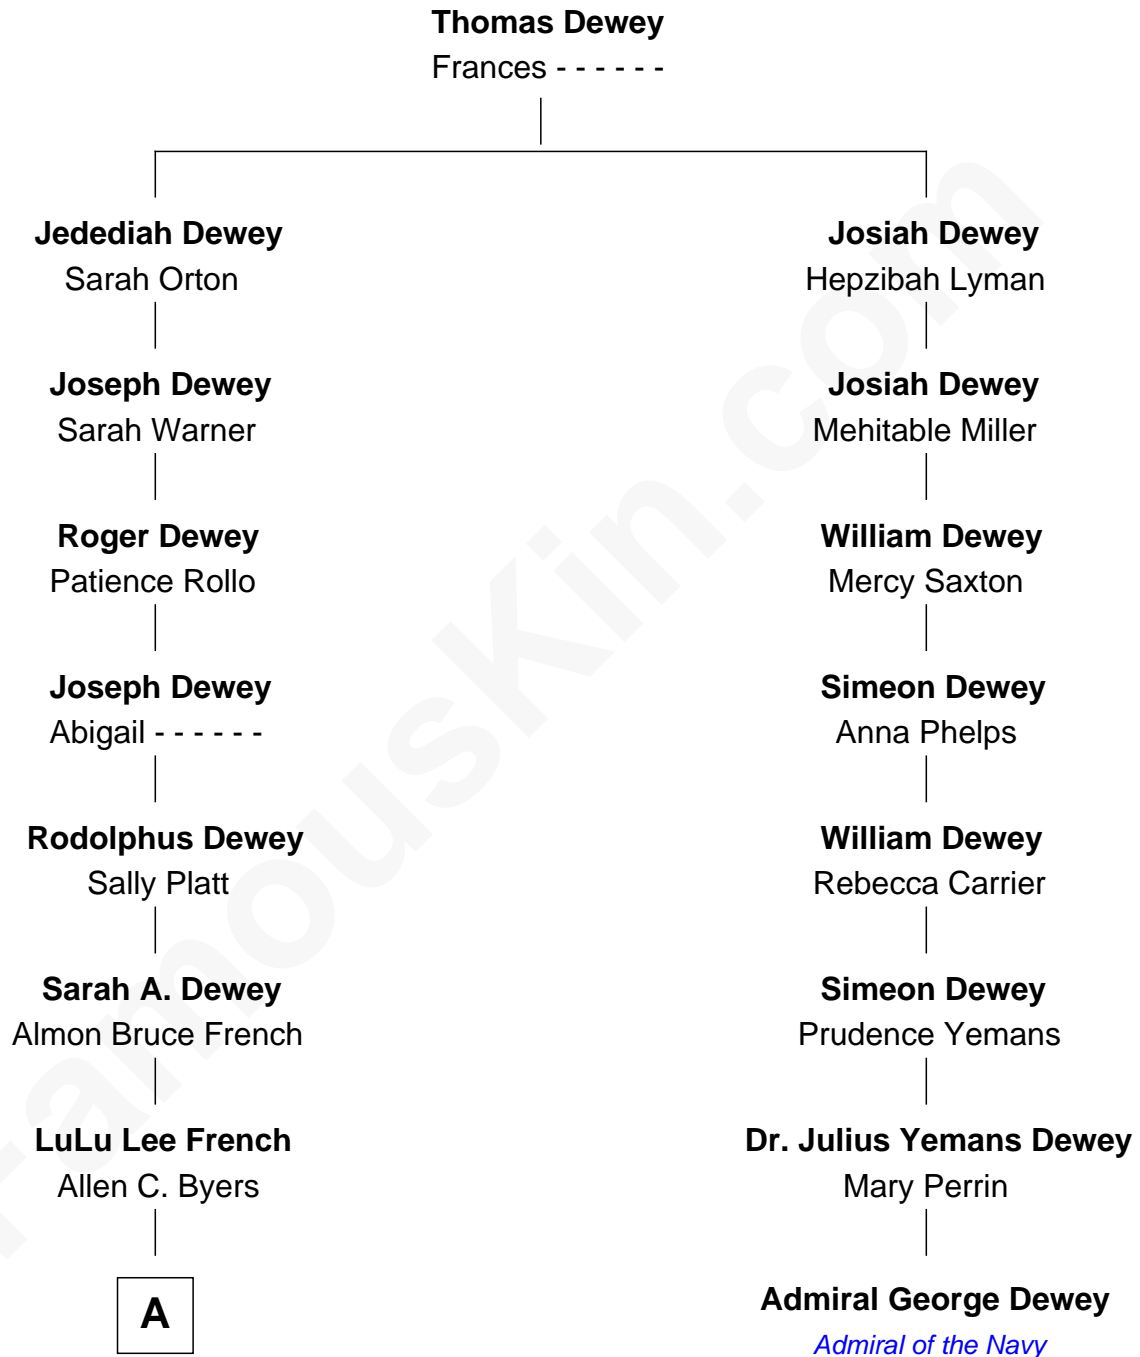 Thomas Dewey
Frances - - - - - -
Jedediah Dewey
Sarah Orton
Josiah Dewey
Hepzibah Lyman
Joseph Dewey
Sarah Warner
Josiah Dewey
Mehitable Miller
Roger Dewey
Patience Rollo
William Dewey
Mercy Saxton
Joseph Dewey
Abigail - - - - - -
Simeon Dewey
Anna Phelps
Rodolphus Dewey
Sally Platt
William Dewey
Rebecca Carrier
Sarah A. Dewey
Almon Bruce French
Simeon Dewey
Prudence Yemans
LuLu Lee French
Allen C. Byers
Dr. Julius Yemans Dewey
Mary Perrin
A
Admiral George Dewey
Admiral of the Navy
FamousKin.com